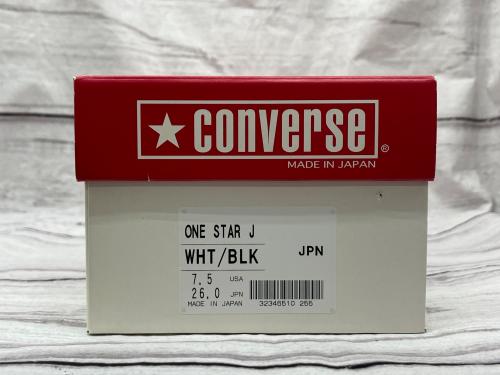 ★ converse®
MADE IN JAPAN
ONE STAR J
WHT/BLK JPN
7.5 USA
26.0 JPN
MADE IN JAPAN
32346510 255